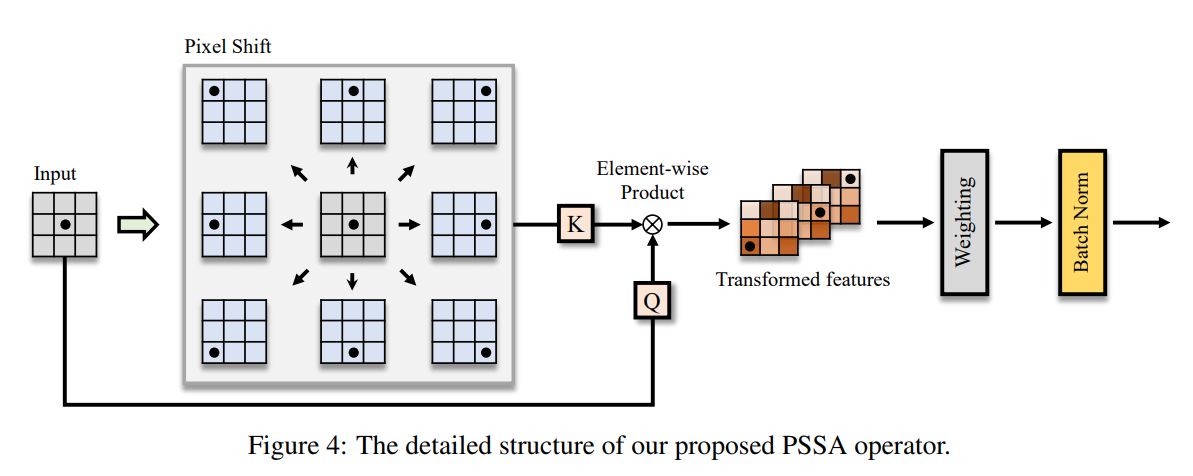 Pixel Shift
Input
Element-wise
Product
K
Q
Transformed features
Weighting
Batch Norm
Figure 4: The detailed structure of our proposed PSSA operator.